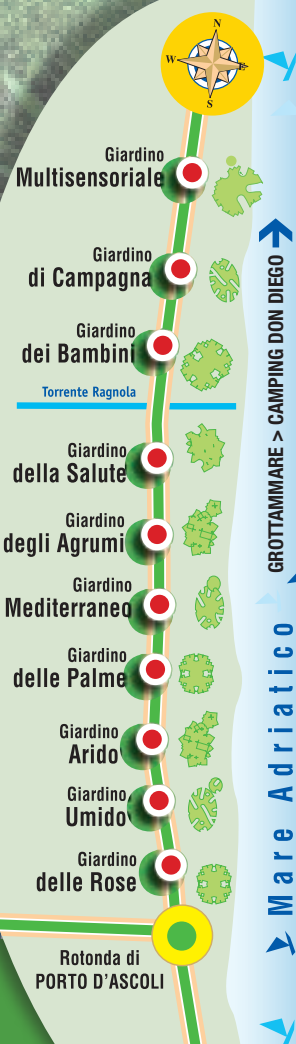 N
W
E
S
Giardino
Multisensoriale
Giardino
di Campagna
Giardino
dei Bambini
Torrente Ragnola
Giardino
della Salute
Giardino
degli Agrumi
Giardino
Mediterraneo
Giardino
delle Palme
Giardino
Arido
Giardino
Umido
Giardino
delle Rose
Rotonda di
PORTO D'ASCOLI
GROTTAMMARE > CAMPING DON DIEGO
Mare Adriatico